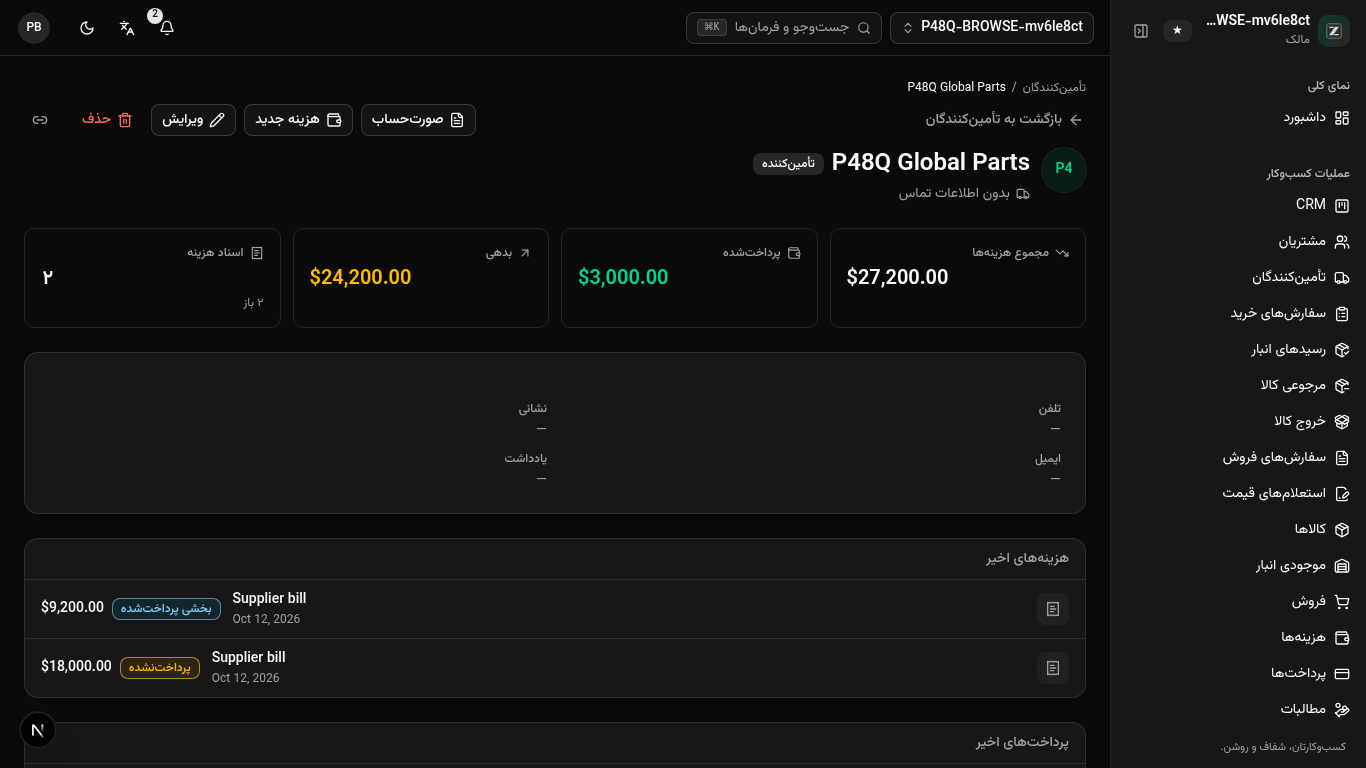 …WSE-mv6le8ct
مالک
نمای کلی
داشبورد
عملیات کسب‌وکار
CRM
مشتریان
تأمین‌کنندگان
سفارش‌های خرید
رسیدهای انبار
مرجوعی کالا
خروج کالا
سفارش‌های فروش
استعلام‌های قیمت
کالاها
موجودی انبار
فروش
هزینه‌ها
پرداخت‌ها
مطالبات
کسب‌وکارتان، شفاف و روشن.
P48Q-BROWSE-mv6le8ct
جست‌وجو و فرمان‌ها ⌘K
2
PB
تأمین‌کنندگان / P48Q Global Parts
بازگشت به تأمین‌کنندگان
صورت‌حساب
هزینه جدید
ویرایش
حذف
P4
P48Q Global Parts
تأمین‌کننده
بدون اطلاعات تماس
مجموع هزینه‌ها
$27,200.00
پرداخت‌شده
$3,000.00
بدهی
$24,200.00
اسناد هزینه
۲
۲ باز
تلفن
—
نشانی
—
ایمیل
—
یادداشت
—
هزینه‌های اخیر
Supplier bill
Oct 12, 2026
بخشی پرداخت‌شده
$9,200.00
Supplier bill
Oct 12, 2026
پرداخت‌نشده
$18,000.00
پرداخت‌های اخیر
N